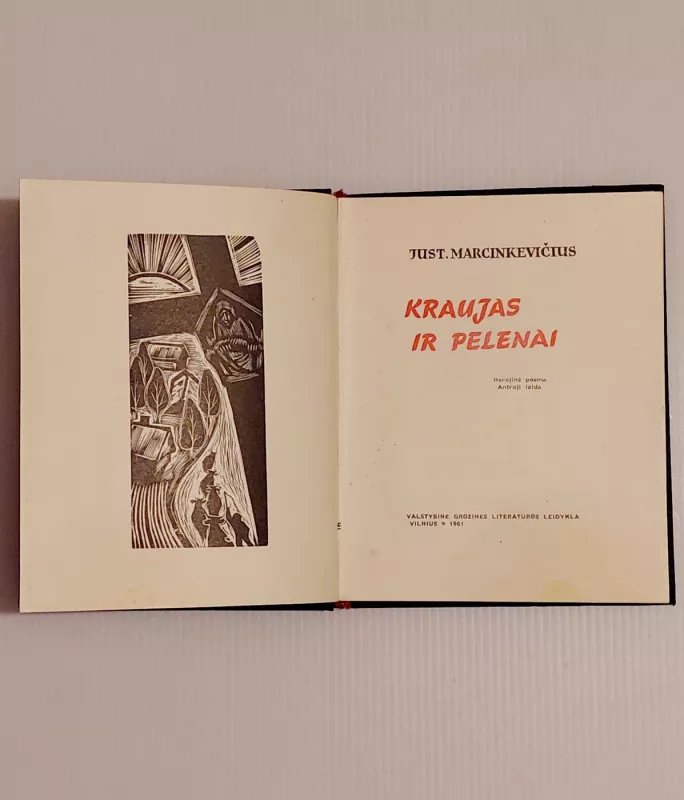 JUST. MARCINKEVIČIUS
KRAUJAS
IR PELENAI
Herojinė poema
Antroji laida
VALSTYBINĖ GROŽINĖS LITERATŪROS LEIDYKLA
VILNIUS * 1961